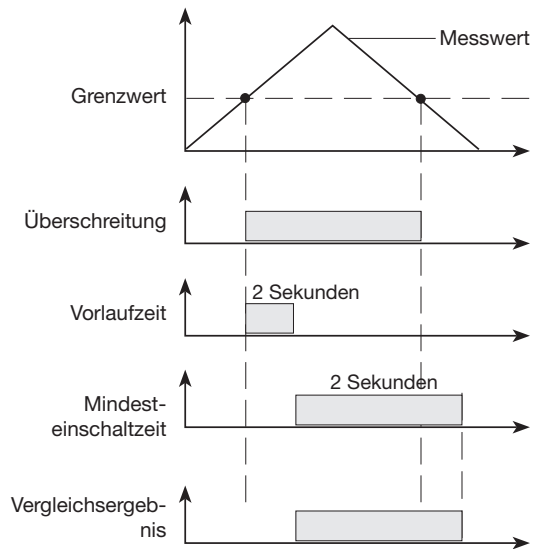 Messwert
Grenzwert
Überschreitung
2 Sekunden
Vorlaufzeit
2 Sekunden
Mindest-
einschaltzeit
Vergleichsergeb-
nis